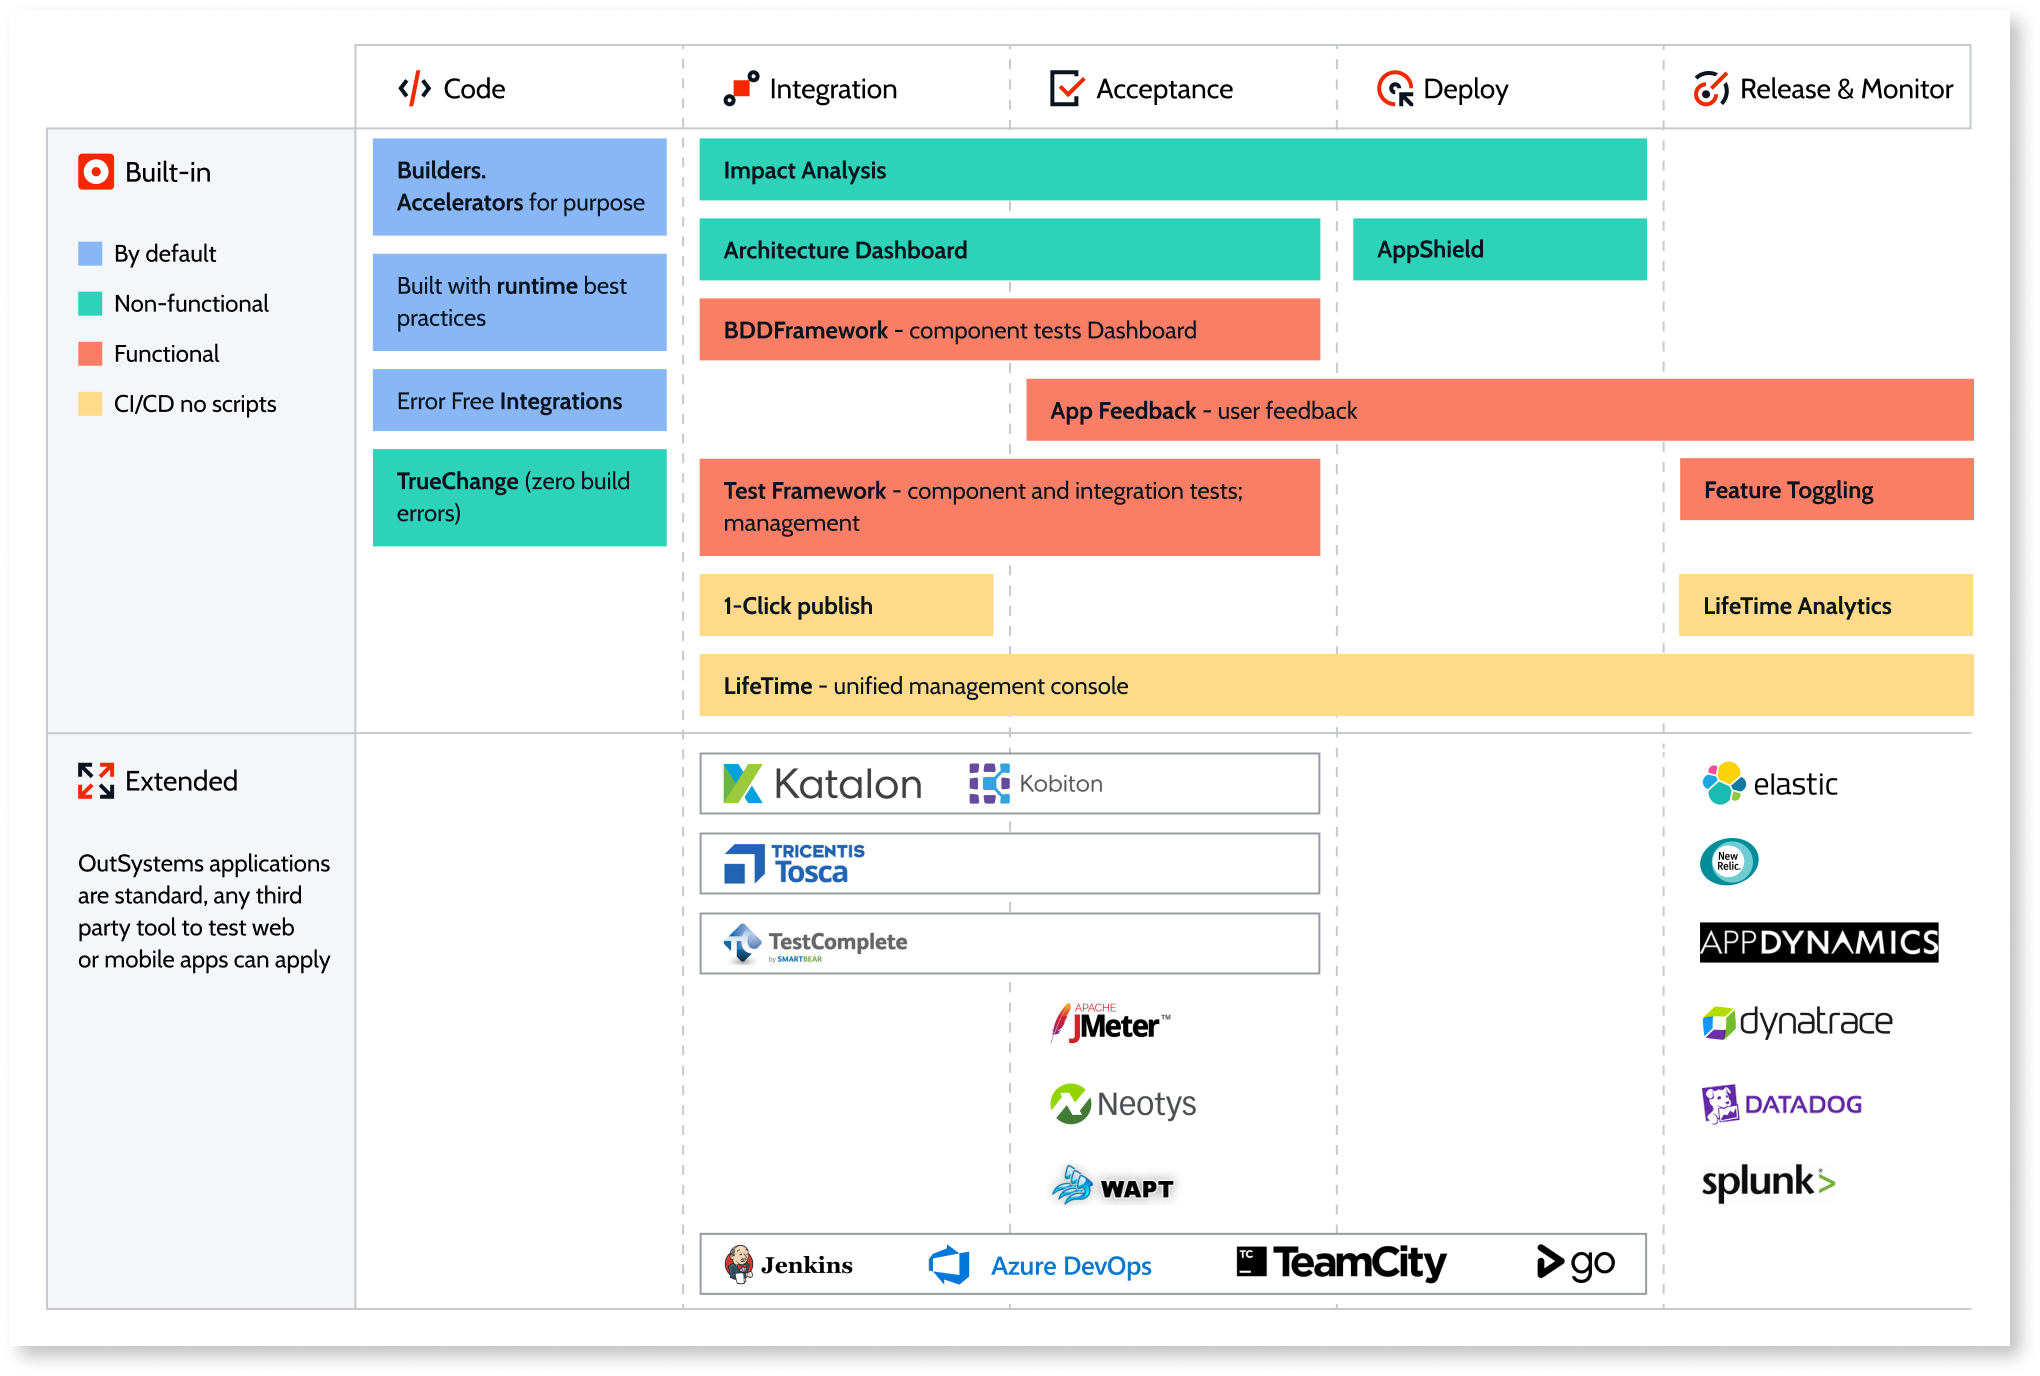 Code
Integration
Acceptance
Deploy
Release & Monitor
Built-in
By default
Non-functional
Functional
CI/CD no scripts
Builders.
Accelerators for purpose
Built with runtime best
practices
Error Free Integrations
TrueChange (zero build
errors)
Impact Analysis
Architecture Dashboard
AppShield
BDDFramework - component tests Dashboard
App Feedback - user feedback
Test Framework - component and integration tests;
management
Feature Toggling
1-Click publish
LifeTime Analytics
LifeTime - unified management console
Extended
OutSystems applications
are standard, any third
party tool to test web
or mobile apps can apply
Katalon
Kobiton
TRICENTIS
Tosca
TC
TestComplete
by SMARTBEAR
APACHE
JMeter™
Neotys
WAPT
Jenkins
Azure DevOps
TC
TeamCity
go
elastic
New
Relic.
APPDYNAMICS
dynatrace
DATADOG
splunk>